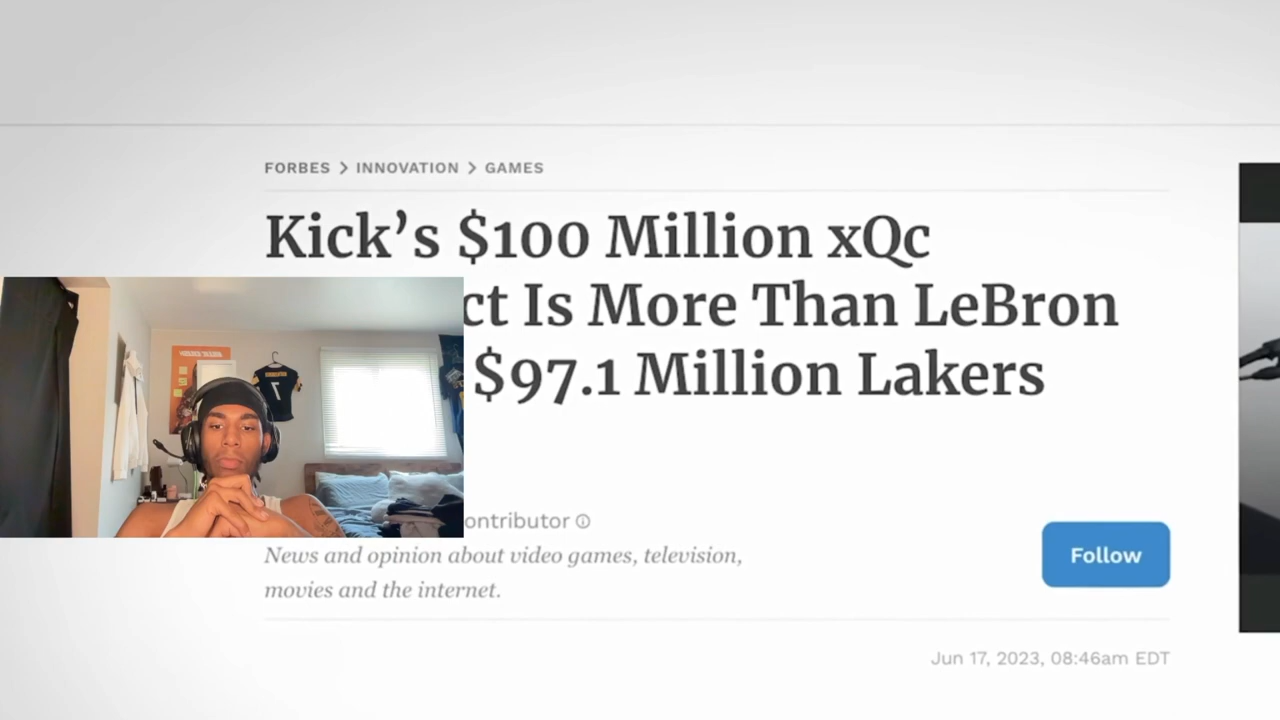 FORBES > INNOVATION > GAMES
Kick's $100 Million xQc
ct Is More Than LeBron
$97.1 Million Lakers
ontributor
News and opinion about video games, television,
movies and the internet.
Follow
Jun 17, 2023, 08:46am EDT
7